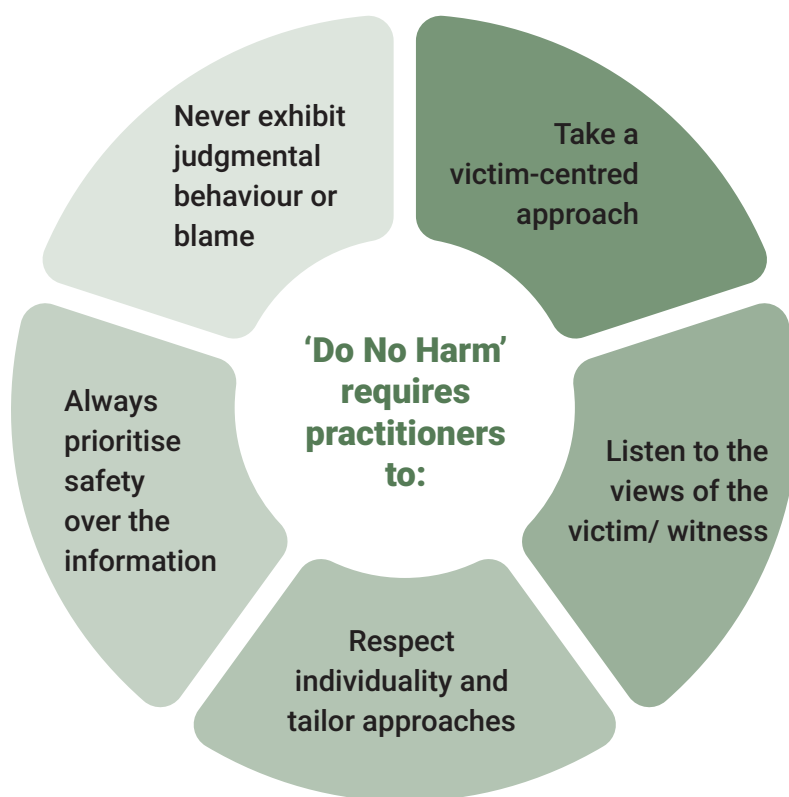 ‘Do No Harm’
requires
practitioners
to:
Take a
victim-centred
approach
Listen to the
views of the
victim/ witness
Respect
individuality and
tailor approaches
Always
prioritise
safety
over the
information
Never exhibit
judgmental
behaviour or
blame